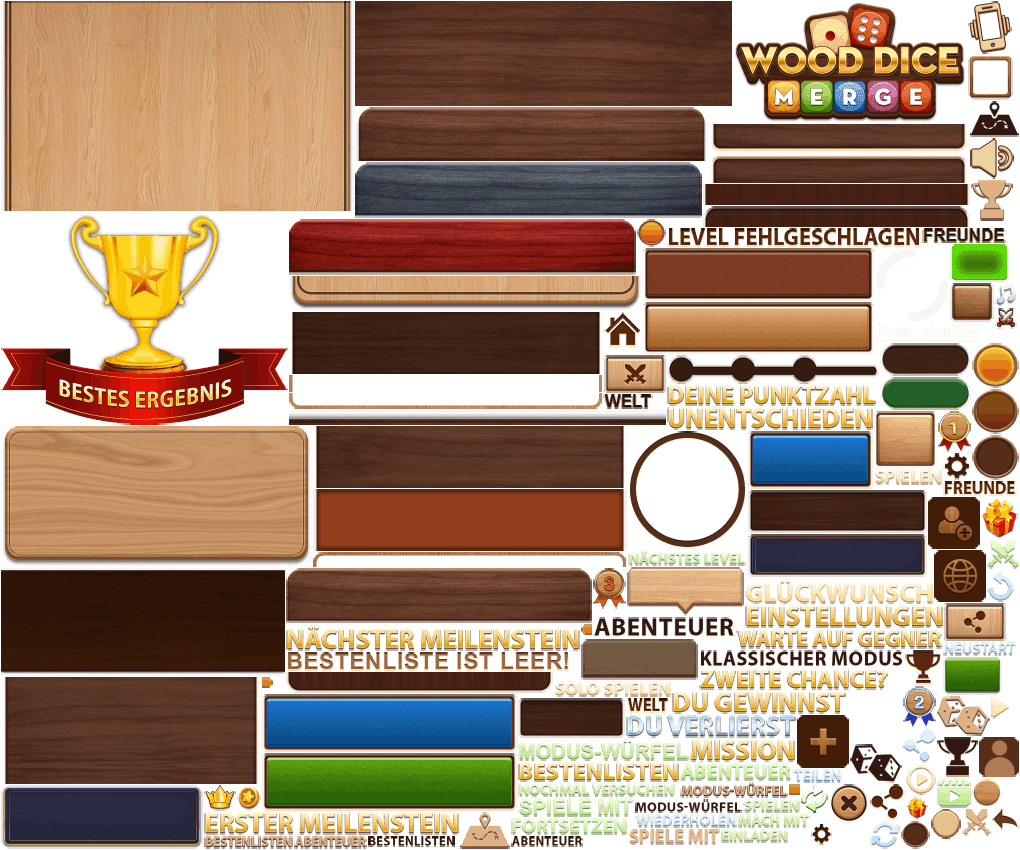 WOOD DICE
MERGE
LEVEL FEHLGESCHLAGEN
FREUNDE
BESTES ERGEBNIS
WELT
DEINE PUNKTZAHL
UNENTSCHIEDEN
1
SPIELEN
FREUNDE
NÄCHSTES LEVEL
3
GLÜCKWUNSCH
EINSTELLUNGEN
ABENTEUER
WARTE AUF GEGNER
NÄCHSTER MEILENSTEIN
BESTENLISTE IST LEER!
KLASSISCHER MODUS
NEUSTART
ZWEITE CHANCE?
SOLO SPIELEN
WELT
DU GEWINNST
2
DU VERLIERST
MODUS-WÜRFEL
MISSION
BESTENLISTEN
ABENTEUER
TEILEN
NOCHMAL VERSUCHEN
MODUS-WÜRFEL
SPIELE MIT
MODUS-WÜRFEL
SPIELEN
ERSTER MEILENSTEIN
FORTSETZEN
WIEDERHOLEN
MACH MIT
BESTENLISTEN
ABENTEUER
BESTENLISTEN
ABENTEUER
SPIELE MIT
EINLADEN